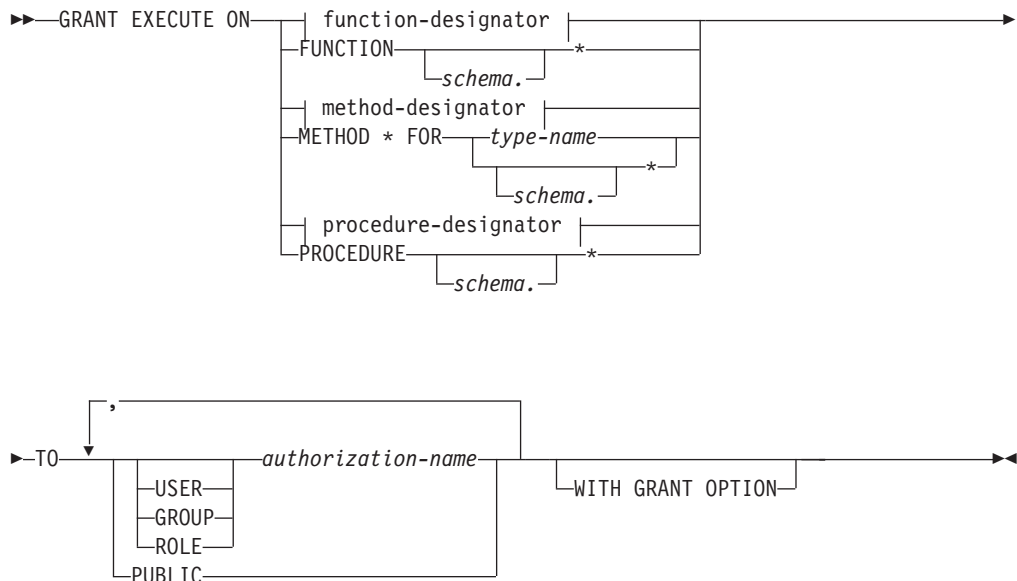 GRANT EXECUTE ON function-designator
FUNCTION *
schema.
method-designator
METHOD * FOR type-name
*
schema.
procedure-designator
PROCEDURE *
schema.
,
TO authorization-name
USER WITH GRANT OPTION
GROUP
ROLE
PUBLIC